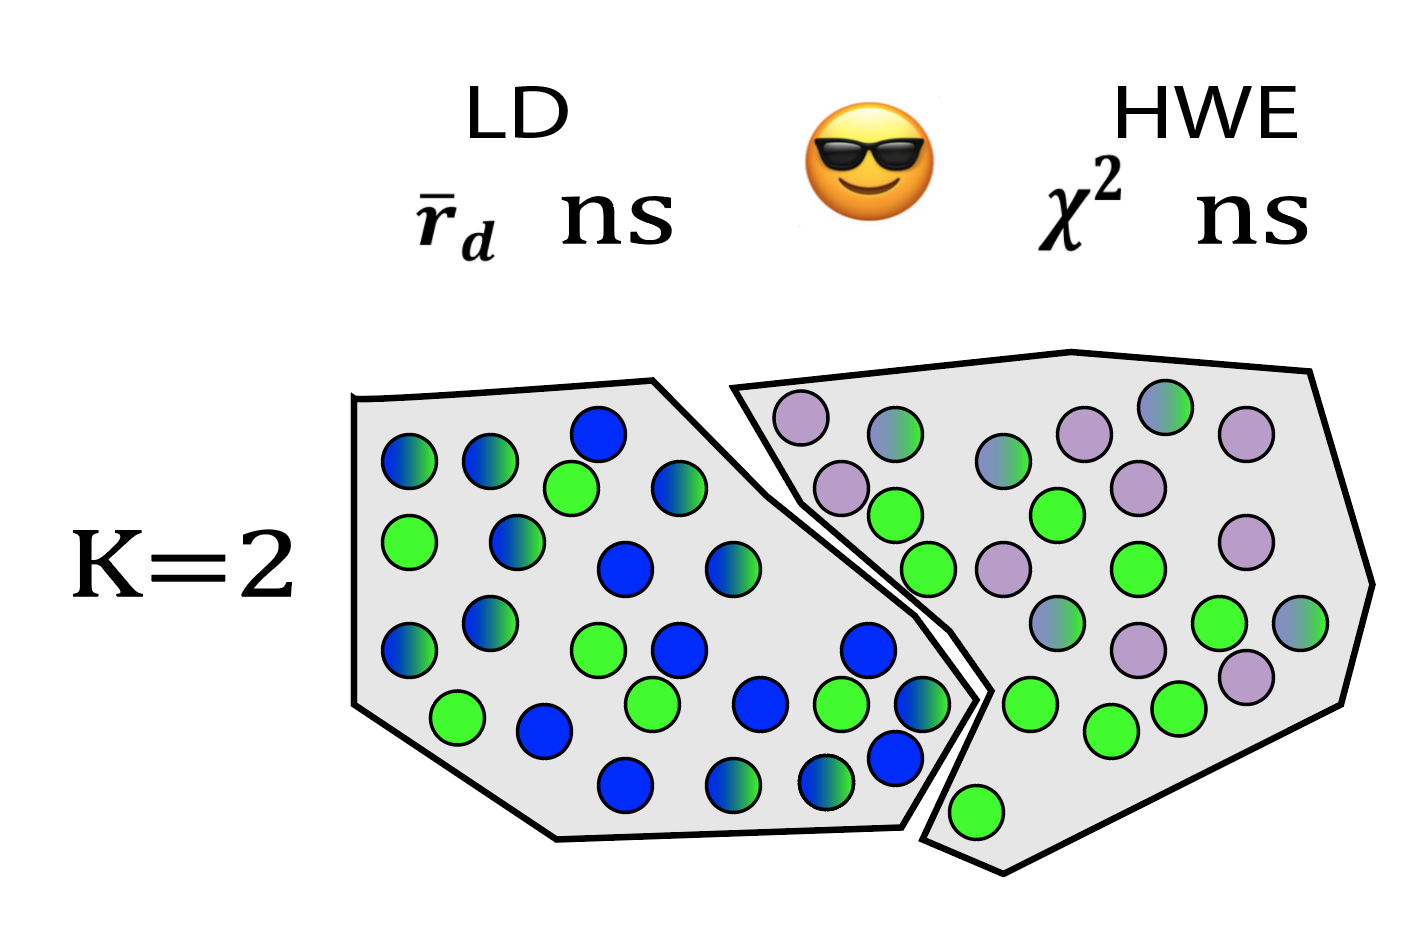 LD HWE
r̄d ns χ² ns
K=2